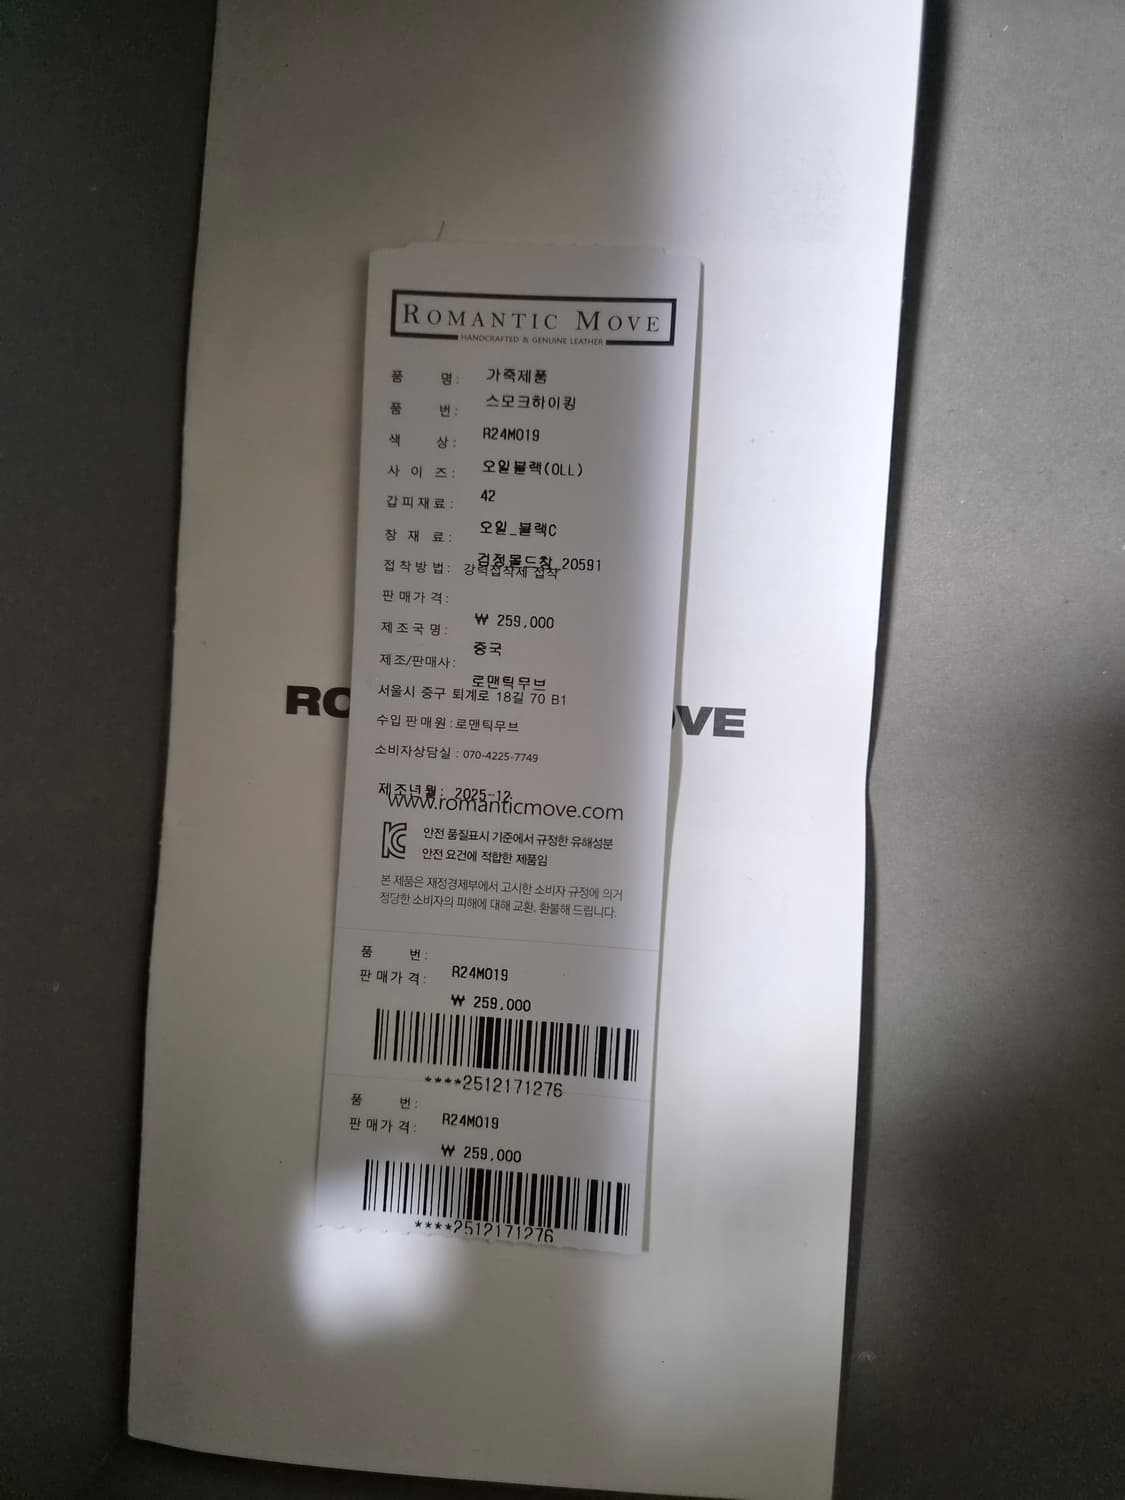 ROMANTIC MOVE
HANDCRAFTED & GENUINE LEATHER
품 명: 가죽제품
품 번: 스모크하이킹
색 상: R24M019
사 이 즈: 오일블랙(OLL)
갑피재료: 42
창 재 료: 오일_블랙C
검정몰드창_20591
접착방법: 강력접착제 접착
판매가격:
₩ 259,000
제조국명: 중국
제조/판매사: 로맨틱무브
서울시 중구 퇴계로 18길 70 B1
RO OVE
수입판매원:로맨틱무브
소비자상담실 : 070-4225-7749
제조년월: 2025-12
www.romanticmove.com
안전 품질표시 기준에서 규정한 유해성분
안전 요건에 적합한 제품임
본 제품은 재정경제부에서 고시한 소비자 규정에 의거
정당한 소비자의 피해에 대해 교환, 환불해 드립니다.
품 번: R24M019
판매가격: ₩ 259,000
****2512171276
품 번: R24M019
판매가격: ₩ 259,000
****2512171276